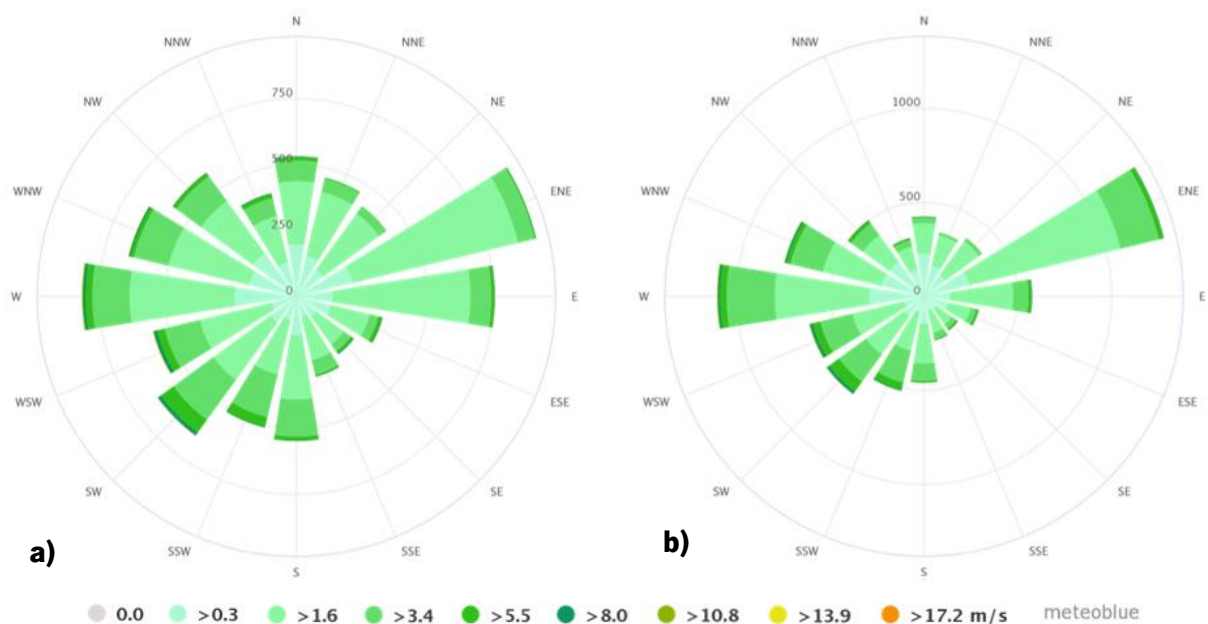 N
NNE
NE
ENE
E
ESE
SE
SSE
S
SSW
SW
WSW
W
WNW
NW
NNW
750
500
250
0
a)
N
NNE
NE
ENE
E
ESE
SE
SSE
S
SSW
SW
WSW
W
WNW
NW
NNW
1000
500
0
b)
0.0 >0.3 >1.6 >3.4 >5.5 >8.0 >10.8 >13.9 >17.2 m/s meteoblue